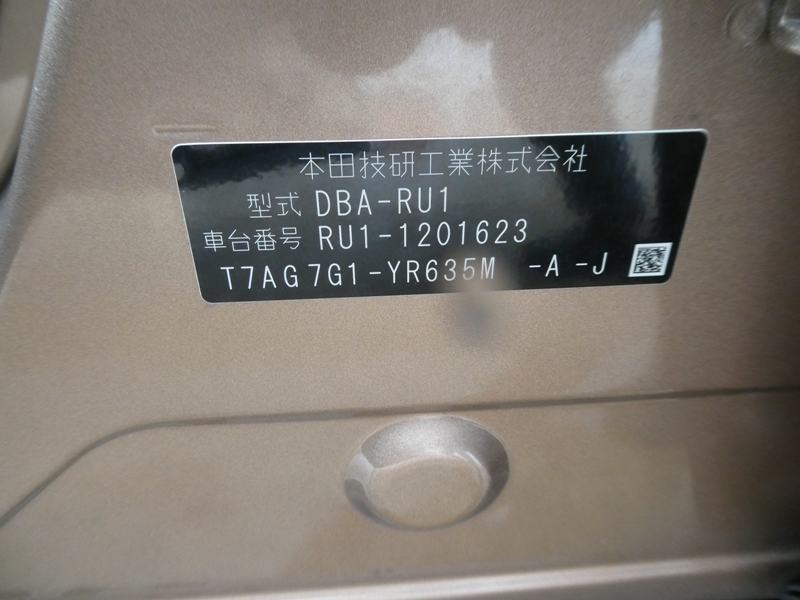 本田技研工業株式会社
型式 DBA-RU1
車台番号 RU1-1201623
T7AG7G1-YR635M -A-J